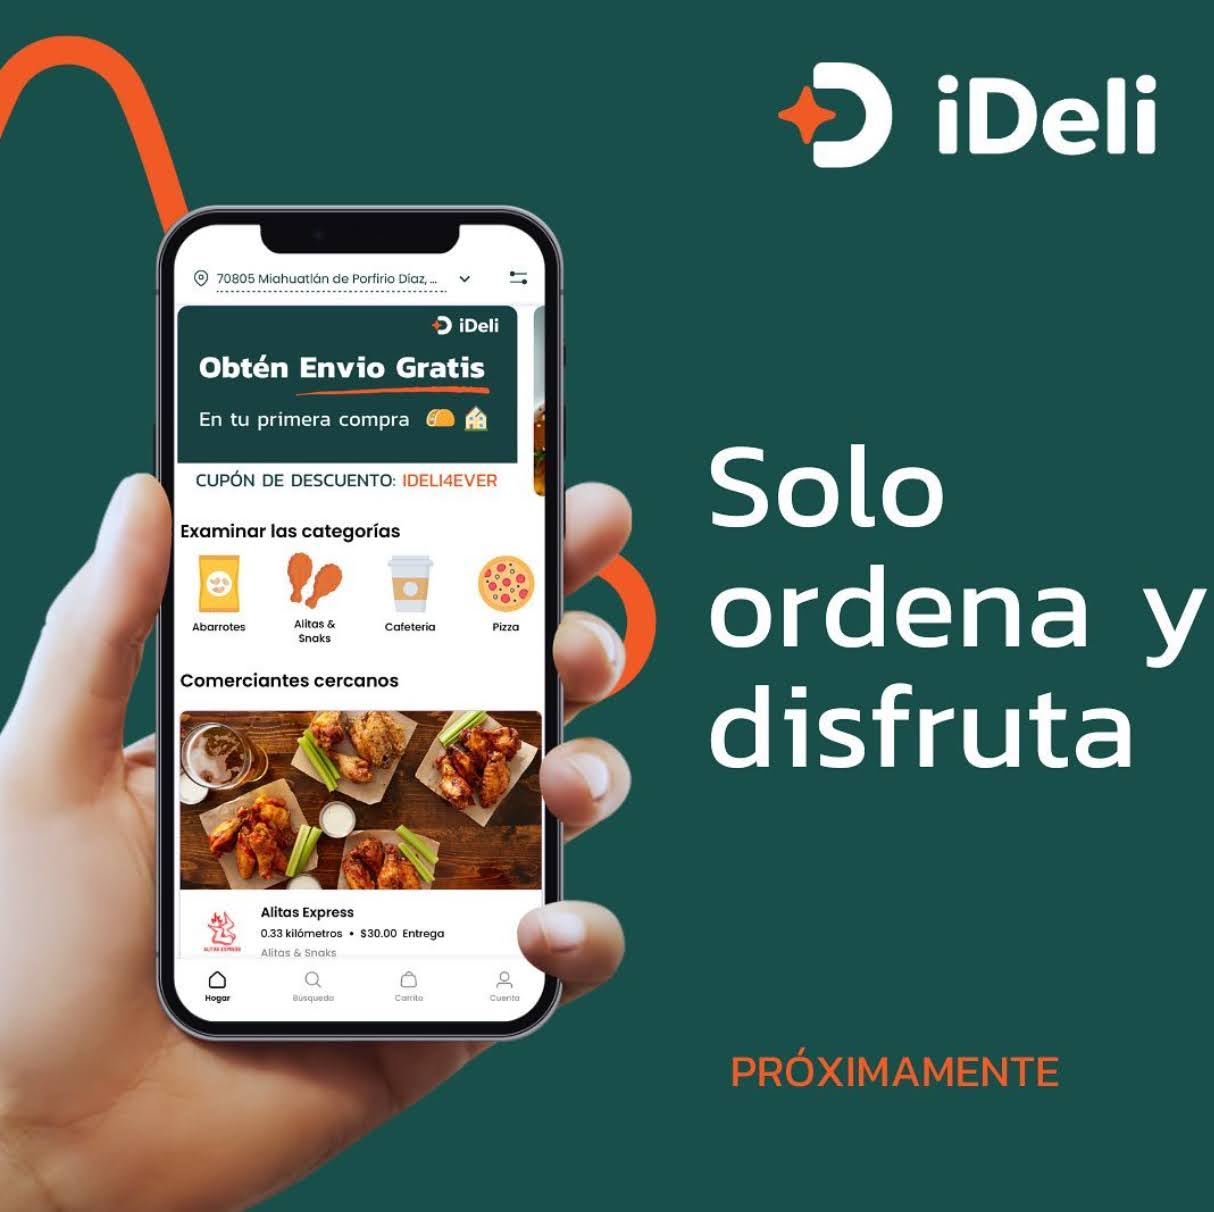 iDeli
70805 Miahuatlán de Porfirio Díaz, ...
iDeli
Obtén Envio Gratis
En tu primera compra
CUPÓN DE DESCUENTO: IDELI4EVER
Examinar las categorías
Abarrotes
Alitas &
Snaks
Cafeteria
Pizza
Comerciantes cercanos
Alitas Express
0.33 kilómetros • $30.00 Entrega
Alitas & Snaks
ALITAS EXPRESS
Hogar
Búsqueda
Carrito
Cuenta
Solo
ordena y
disfruta
PRÓXIMAMENTE